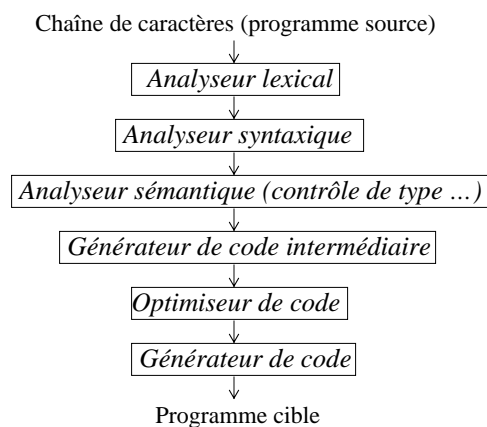 Chaîne de caractères (programme source)
Analyseur lexical
Analyseur syntaxique
Analyseur sémantique (contrôle de type ...)
Générateur de code intermédiaire
Optimiseur de code
Générateur de code
Programme cible